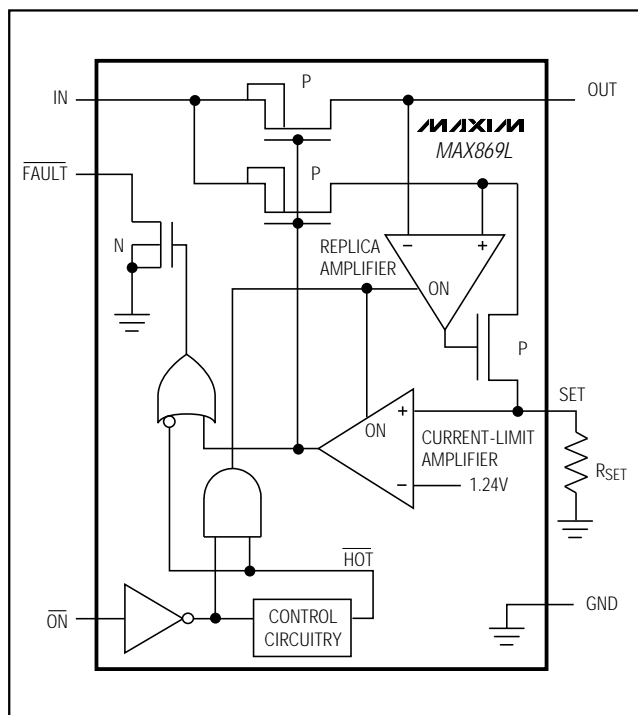 P
IN
OUT
MAXIM
MAX869L
FAULT
P
N
REPLICA
AMPLIFIER
−
+
ON
P
SET
+
ON
CURRENT-LIMIT
AMPLIFIER
−
1.24V
RSET
HOT
ON
CONTROL
CIRCUITRY
GND